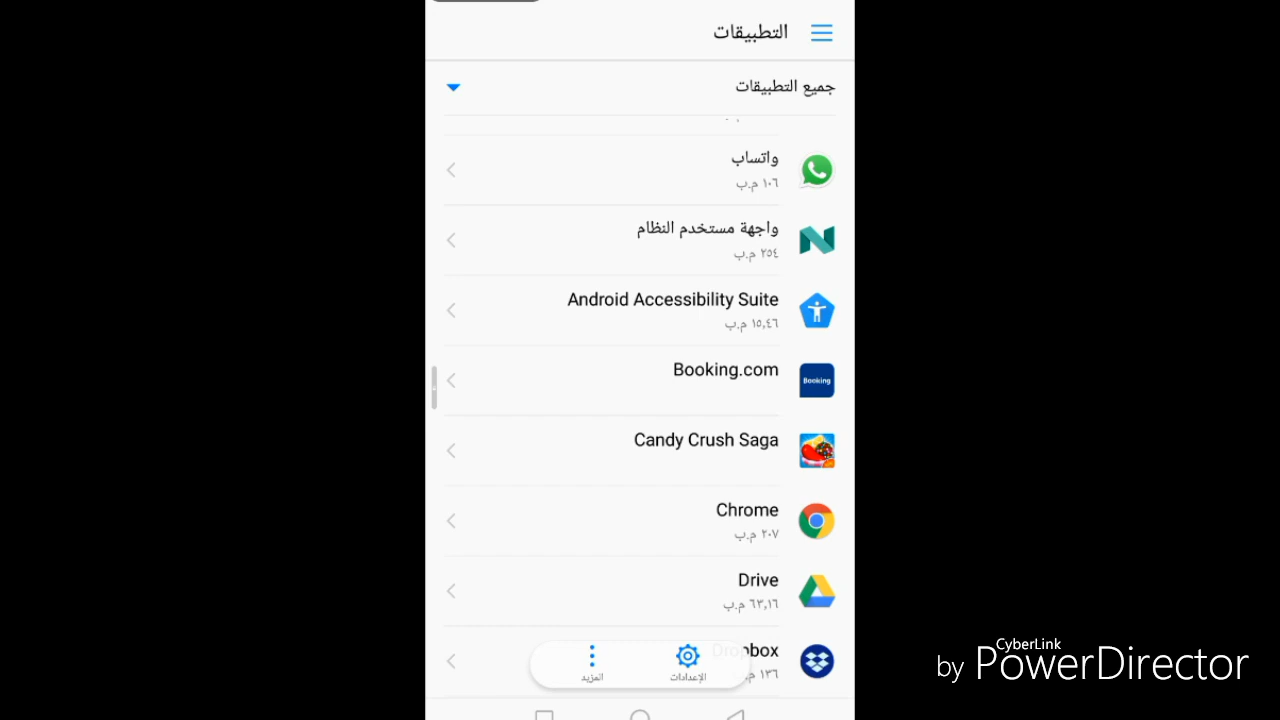 التطبيقات
جميع التطبيقات
واتساب
١٠٦ م.ب
واجهة مستخدم النظام
٢٥٤ م.ب
Android Accessibility Suite
١٥,٤٦ م.ب
Booking.com
Booking
Candy Crush Saga
Chrome
٢٠٧ م.ب
Drive
٦٣,١٦ م.ب
Dropbox
١٣٦ م.ب
الإعدادات
المزيد
CyberLink
by PowerDirector